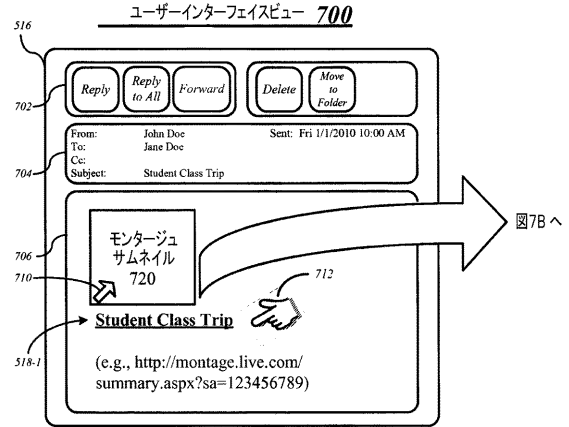 ユーザーインターフェイスビュー 700
516
702
Reply
Reply
to All
Forward
Delete
Move
to
Folder
704
From: John Doe Sent: Fri 1/1/2010 10:00 AM
To: Jane Doe
Cc:
Subject: Student Class Trip
706
モンタージュ
サムネイル
720
710
712
図7B へ
Student Class Trip
518-1
(e.g., http://montage.live.com/
summary.aspx?sa=123456789)